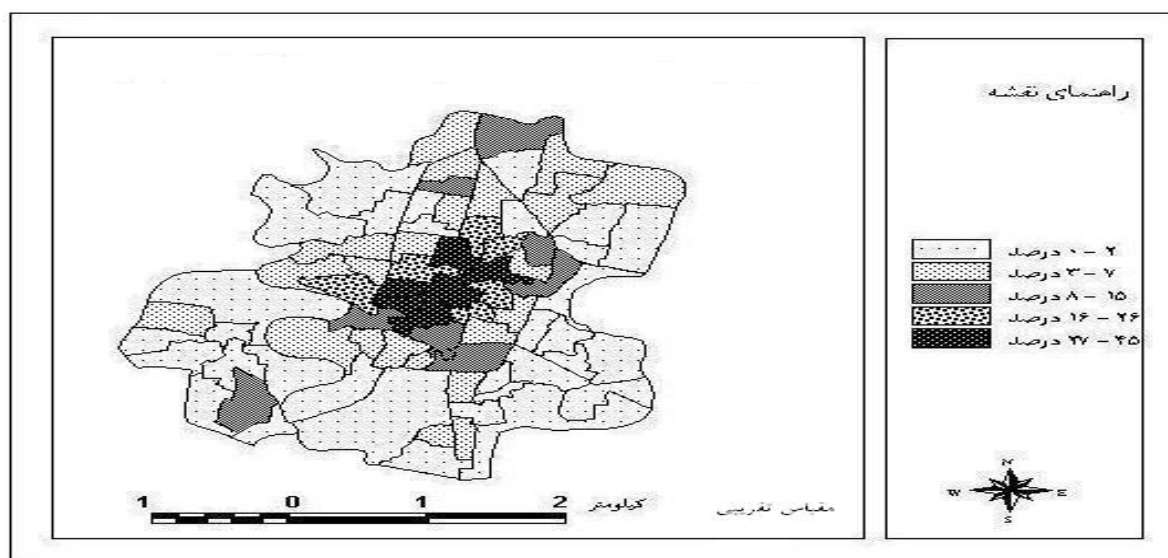 راهنمای نقشه
۰ - ۲ درصد
۳ - ۷ درصد
۸ - ۱۵ درصد
۱۶ - ۲۶ درصد
۲۷ - ۴۵ درصد
N
W E
S
1 0 1 2 کیلومتر
مقیاس تقریبی